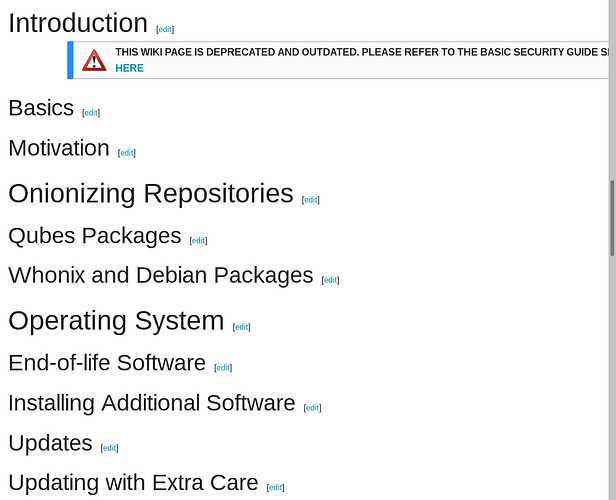 Introduction [edit]
THIS WIKI PAGE IS DEPRECATED AND OUTDATED. PLEASE REFER TO THE BASIC SECURITY GUIDE
HERE
Basics [edit]
Motivation [edit]
Onionizing Repositories [edit]
Qubes Packages [edit]
Whonix and Debian Packages [edit]
Operating System [edit]
End-of-life Software [edit]
Installing Additional Software [edit]
Updates [edit]
Updating with Extra Care [edit]